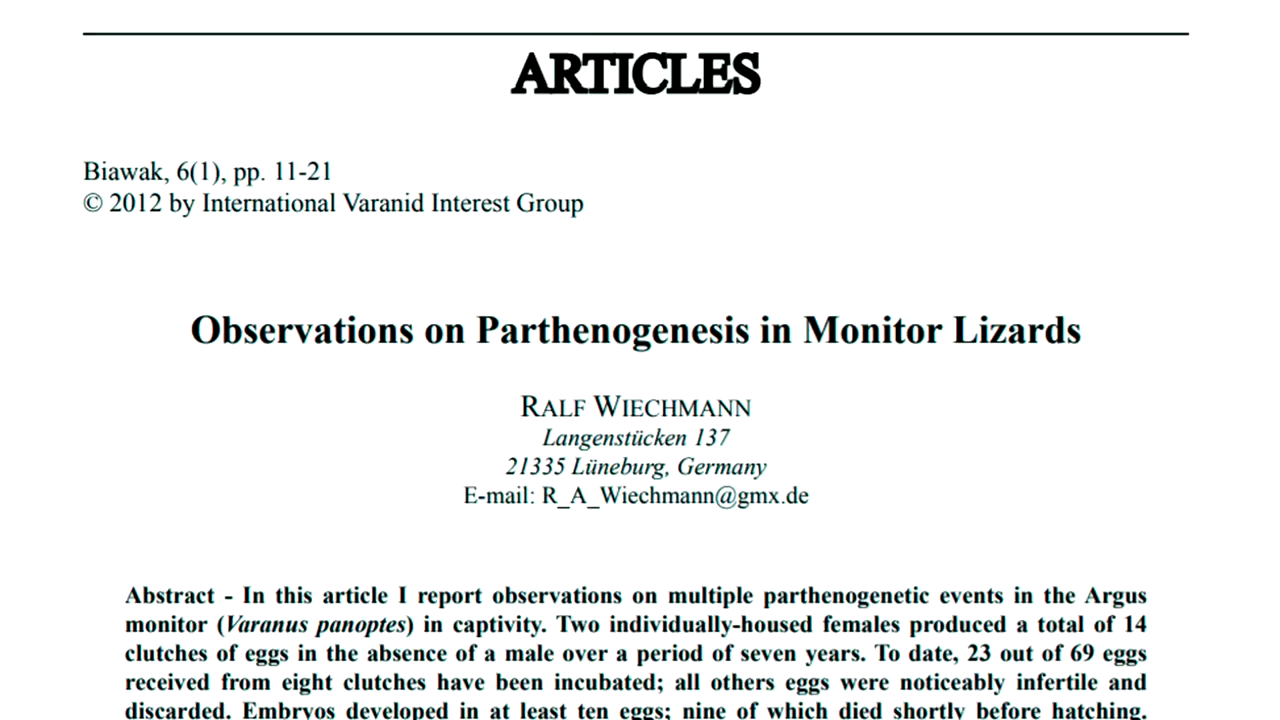 ARTICLES
Biawak, 6(1), pp. 11-21
© 2012 by International Varanid Interest Group
Observations on Parthenogenesis in Monitor Lizards
RALF WIECHMANN
Langenstücken 137
21335 Lüneburg, Germany
E-mail: R_A_Wiechmann@gmx.de
Abstract - In this article I report observations on multiple parthenogenetic events in the Argus
monitor (Varanus panoptes) in captivity. Two individually-housed females produced a total of 14
clutches of eggs in the absence of a male over a period of seven years. To date, 23 out of 69 eggs
received from eight clutches have been incubated; all others eggs were noticeably infertile and
discarded. Embryos developed in at least ten eggs; nine of which died shortly before hatching.